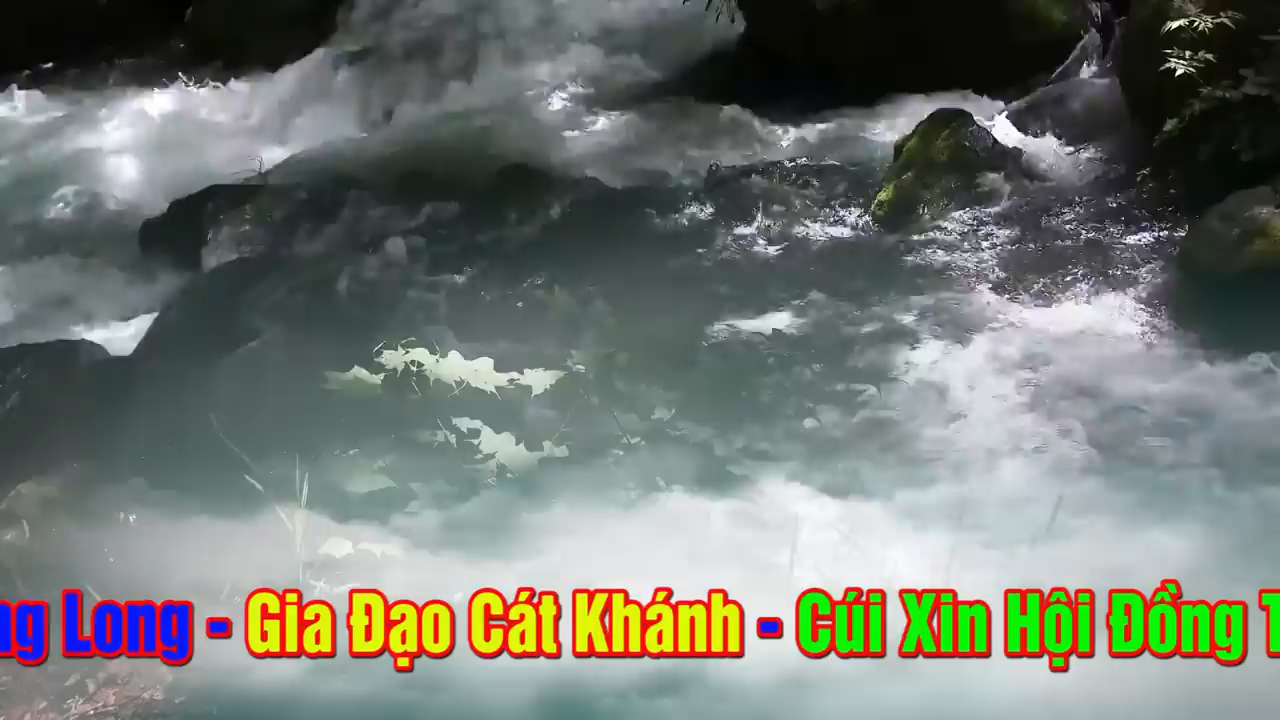 Long - Gia Đạo Cát Khánh - Cúi Xin Hội Đồng